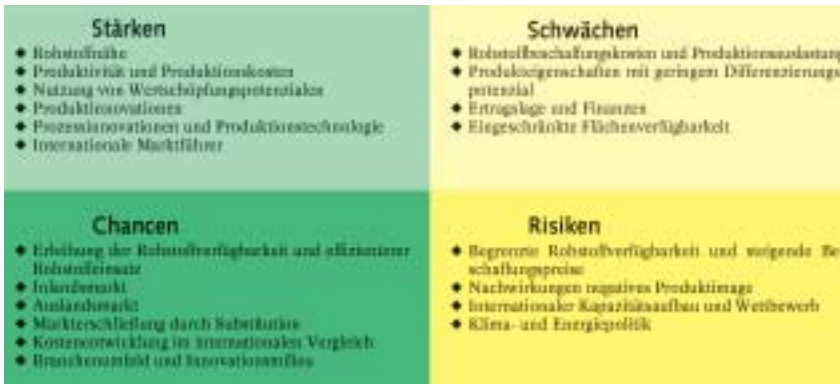 Stärken
◆ Rohstoffnähe
◆ Produktivität und Produktionskosten
◆ Nutzung von Wertschöpfungspotenzialen
◆ Produktinnovationen
◆ Prozessinnovationen und Produktionstechnologie
◆ Internationale Marktführer
Schwächen
◆ Rohstoffbeschaffungskosten und Produktionsauslastung
◆ Produkteigenschaften mit geringem Differenzierungs
potenzial
◆ Ertragslage und Finanzen
◆ Eingeschränkte Flächenverfügbarkeit
Chancen
◆ Erhöhung der Rohstoffverfügbarkeit und effizienterer
Rohstoffeinsatz
◆ Inlandsmarkt
◆ Auslandsmarkt
◆ Markterschließung durch Substitution
◆ Kostenentwicklung im internationalen Vergleich
◆ Branchenumfeld und Innovationsmilieu
Risiken
◆ Begrenzte Rohstoffverfügbarkeit und steigende Be
schaffungspreise
◆ Nachwirkungen negatives Produktimage
◆ Internationaler Kapazitätsaufbau und Wettbewerb
◆ Klima- und Energiepolitik